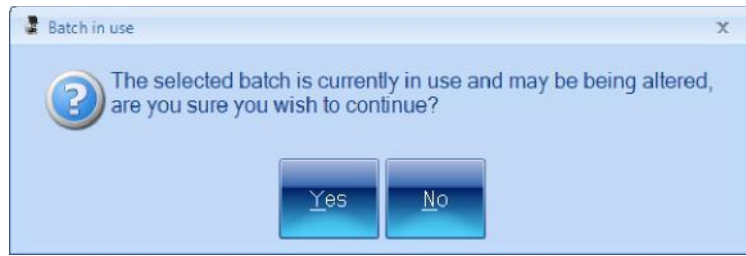 Batch in use
The selected batch is currently in use and may be being altered,
are you sure you wish to continue?
Yes No